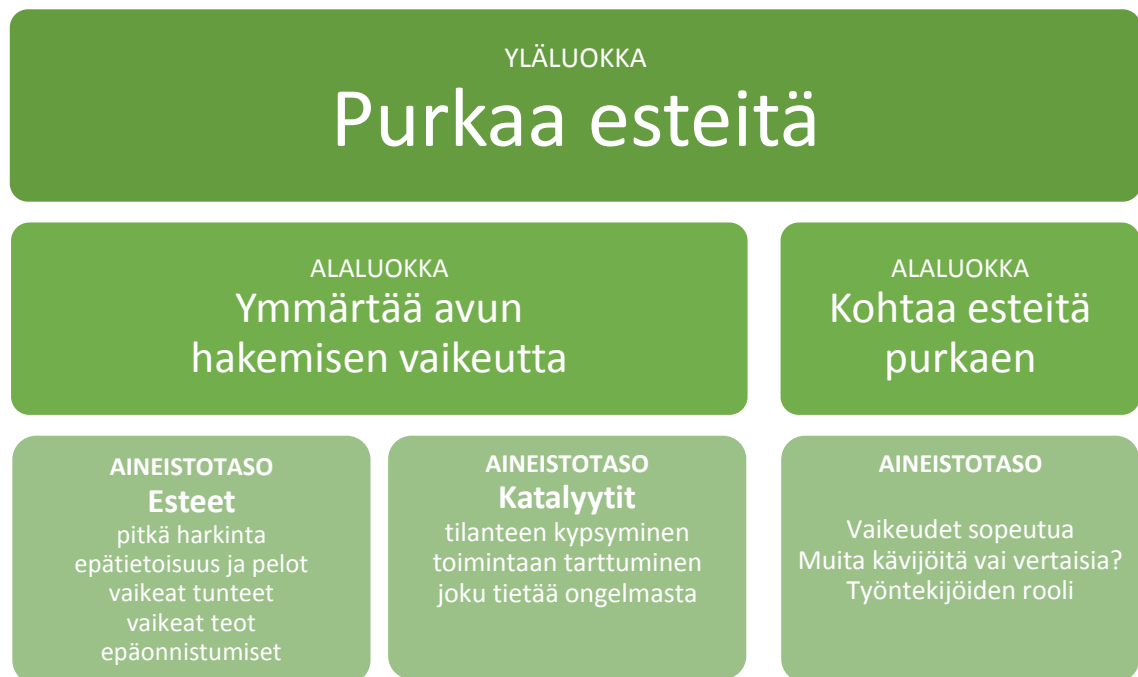 YLÄLUOKKA
Purkaa esteitä
ALALUOKKA
Ymmärtää avun
hakemisen vaikeutta
ALALUOKKA
Kohtaa esteitä
purkaen
AINEISTOTASO
Esteet
pitkä harkinta
epätietoisuus ja pelot
vaikeat tunteet
vaikeat teot
epäonnistumiset
AINEISTOTASO
Katalyytit
tilanteen kypsyminen
toimintaan tarttuminen
joku tietää ongelmasta
AINEISTOTASO
Vaikeudet sopeutua
Muita kävijöitä vai vertaisia?
Työntekijöiden rooli